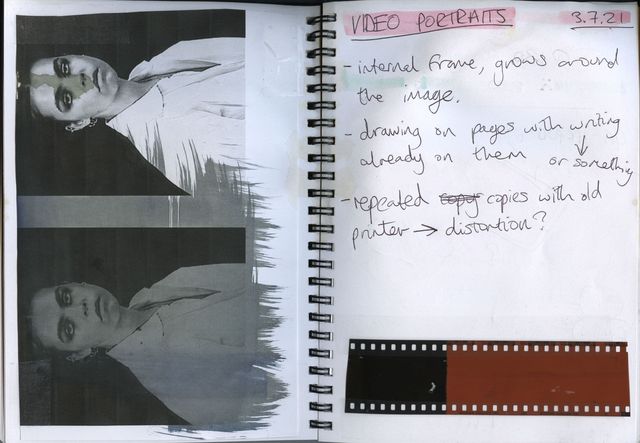 VIDEO PORTRAITS 3.7.21
- internal frame, grows around
the image.
- drawing on pages with writing
already on them or something
- repeated copy copies with old
printer → distortion?